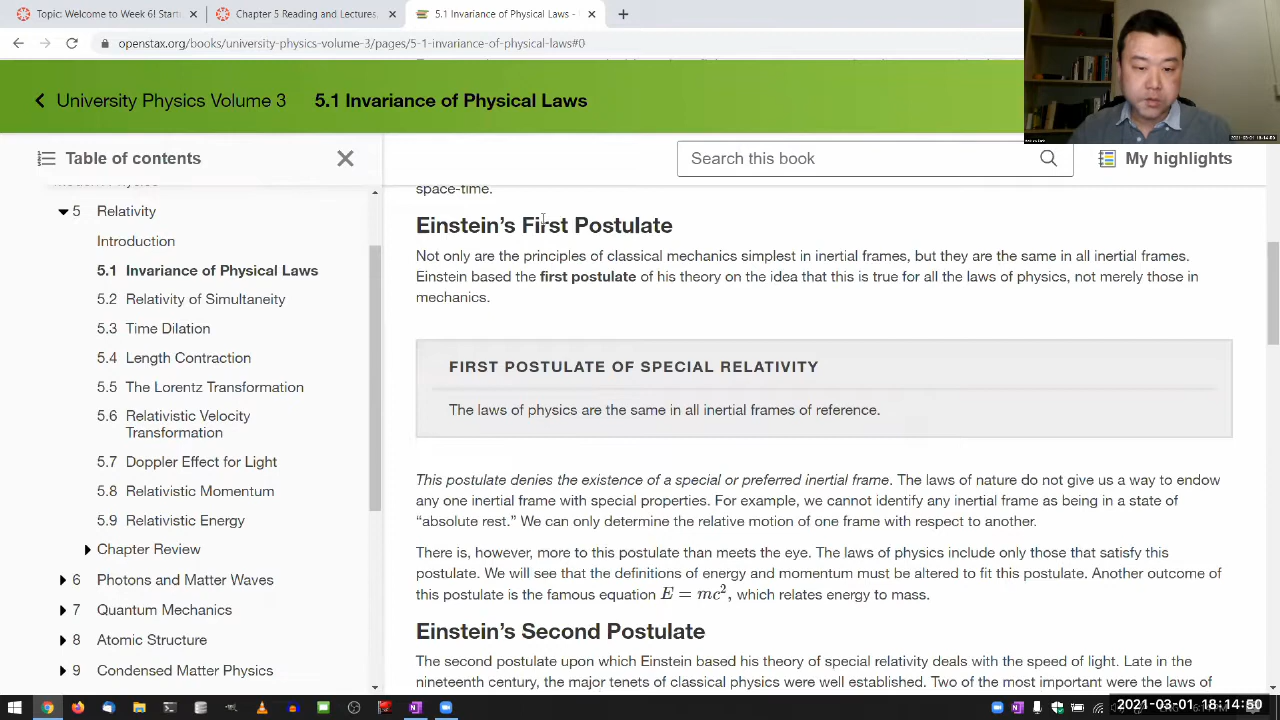 Topic: Welcome to Week 6! Start
Chapter 5 Reading and Lectures,
5.1 Invariance of Physical Laws -
openstax.org/books/university-physics-volume-3/pages/5-1-invariance-of-physical-laws#0
University Physics Volume 3
5.1 Invariance of Physical Laws
Table of contents
Search this book
My highlights
5 Relativity
Introduction
5.1 Invariance of Physical Laws
5.2 Relativity of Simultaneity
5.3 Time Dilation
5.4 Length Contraction
5.5 The Lorentz Transformation
5.6 Relativistic Velocity
Transformation
5.7 Doppler Effect for Light
5.8 Relativistic Momentum
5.9 Relativistic Energy
Chapter Review
6 Photons and Matter Waves
7 Quantum Mechanics
8 Atomic Structure
9 Condensed Matter Physics
space-time.
Einstein's First Postulate
Not only are the principles of classical mechanics simplest in inertial frames, but they are the same in all inertial frames.
Einstein based the first postulate of his theory on the idea that this is true for all the laws of physics, not merely those in
mechanics.
FIRST POSTULATE OF SPECIAL RELATIVITY
The laws of physics are the same in all inertial frames of reference.
This postulate denies the existence of a special or preferred inertial frame. The laws of nature do not give us a way to endow
any one inertial frame with special properties. For example, we cannot identify any inertial frame as being in a state of
“absolute rest.” We can only determine the relative motion of one frame with respect to another.
There is, however, more to this postulate than meets the eye. The laws of physics include only those that satisfy this
postulate. We will see that the definitions of energy and momentum must be altered to fit this postulate. Another outcome of
this postulate is the famous equation E = mc², which relates energy to mass.
Einstein's Second Postulate
The second postulate upon which Einstein based his theory of special relativity deals with the speed of light. Late in the
nineteenth century, the major tenets of classical physics were well established. Two of the most important were the laws of
2021-03-01 18:14:50
2021-03-01 18:14:50